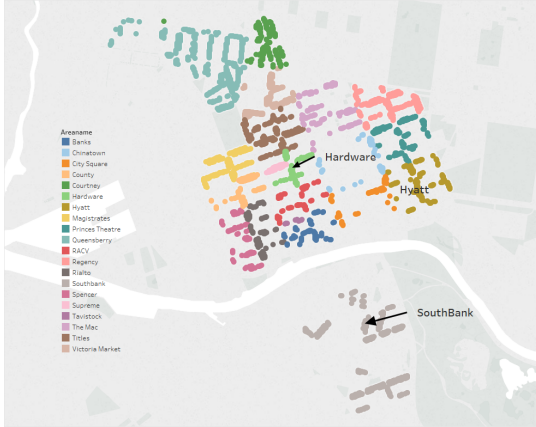 Areaname
Banks
Chinatown
City Square
County
Courtney
Hardware
Hyatt
Magistrates
Princes Theatre
Queensberry
RACV
Regency
Rialto
Southbank
Spencer
Supreme
Tavistock
The Mac
Titles
Victoria Market
Hardware
Hyatt
SouthBank